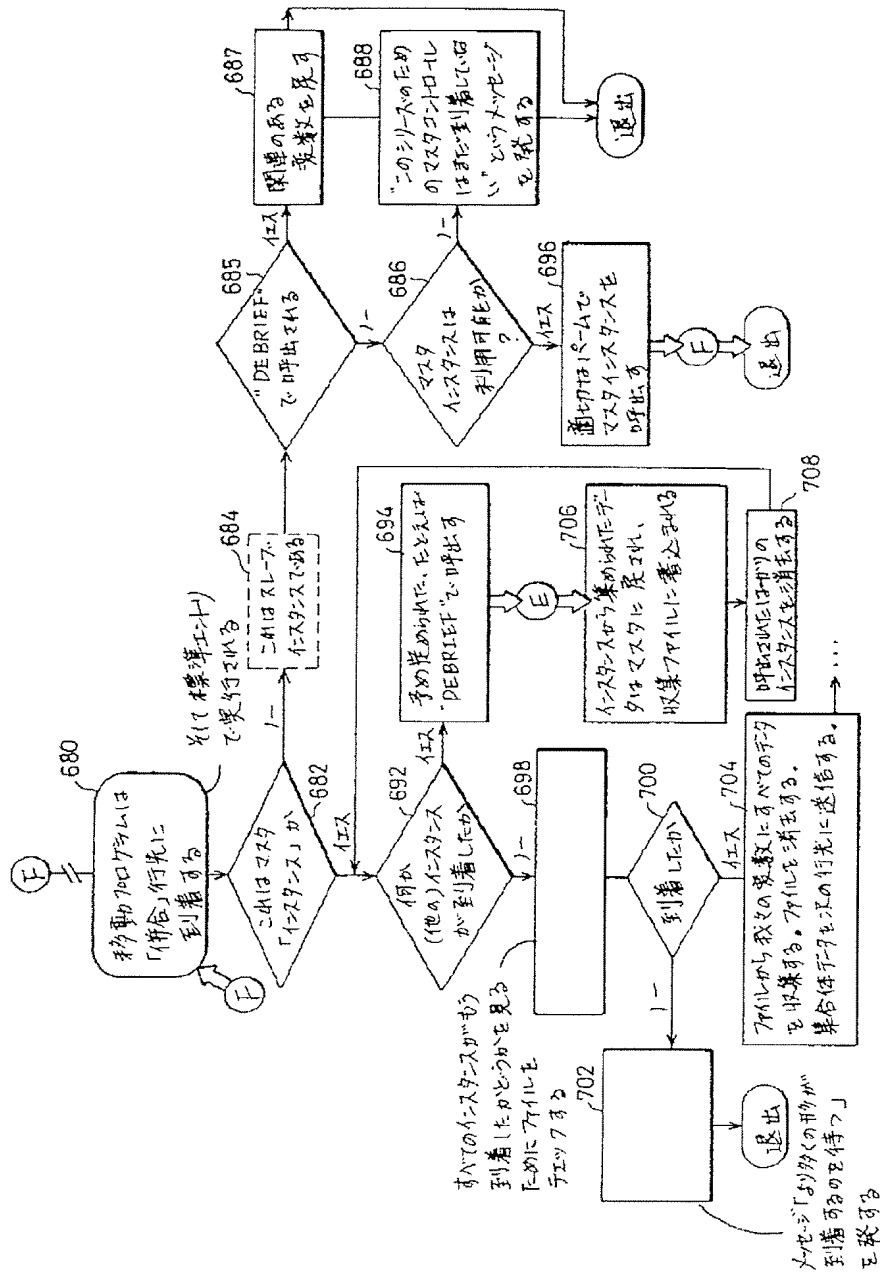 F
680
移動プログラムは
「併合」行先に
到着する
F
そして標準エントリ
で実行される
682
これはマスタ
「インスタンス」か
ノー
イエス
684
これはスレーブ
インスタンスである
685
"DEBRIEF"
で呼出される
イエス
ノー
687
関連のある
変数を戻す
686
マスタ
インスタンスは
利用可能か
?
ノー
イエス
688
"このシリーズのため
のマスタコントロール
はまだ到着していな
い"というメッセージ
を発する
退出
696
適切なパームで
マスタインスタンスを
呼出す
F
退出
692
何か
(他の)インスタンス
が到着したか
イエス
ノー
694
予め定められた、たとえば
"DEBRIEF"で呼出す
E
706
インスタンスから集められたデー
タはマスタに戻され、
収集ファイルに書込まれる
708
呼出されたばかりの
インスタンスを消去する
698
すべてのインスタンスがもう
到着したかどうかを見る
ためにファイルを
チェックする
700
到着したか
ノー
イエス
702
メッセージ「より多くの形が
到着するのを待つ」
を発する
退出
704
ファイルから我々の変数にすべてのデータ
を収集する。ファイルを消去する。
集合体データを次の行先に送信する。
...